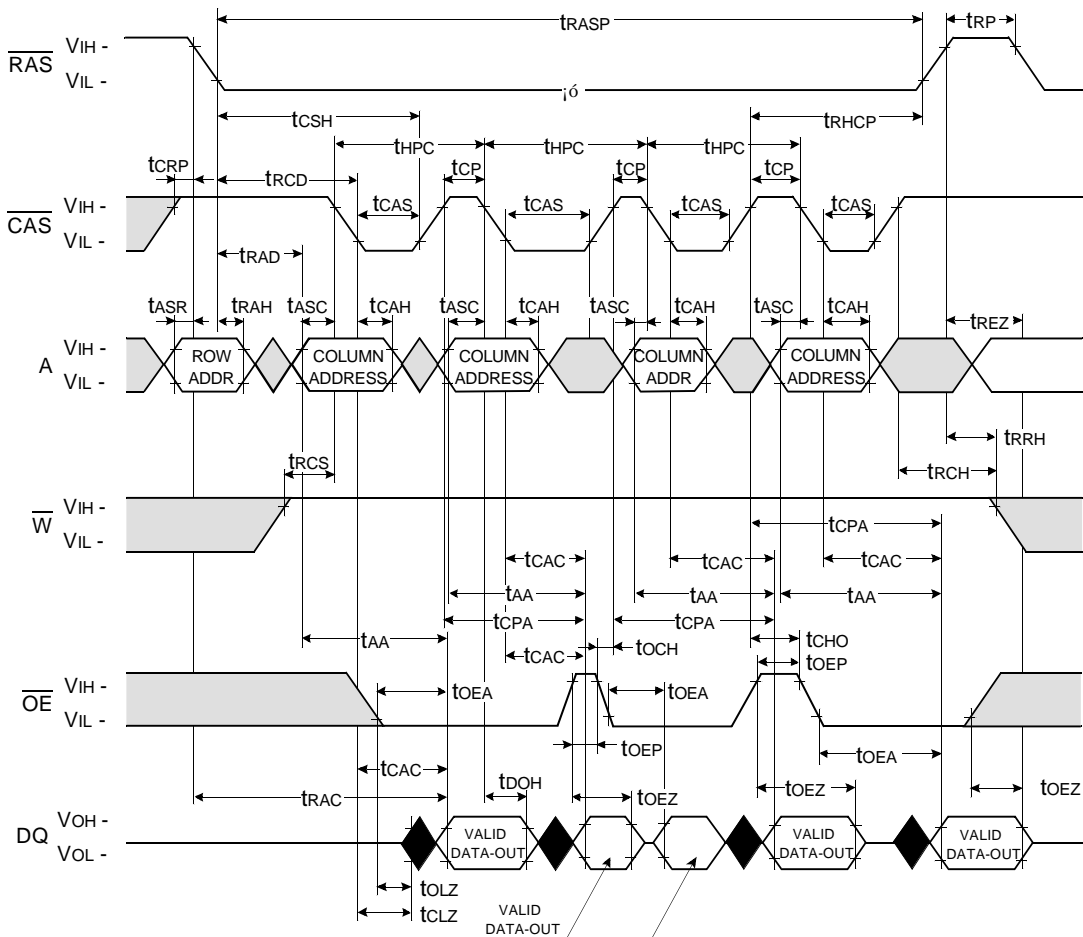 tRASP
tRP
RAS
VIH -
VIL -
¡ó
tCSH
tRHCP
tHPC
tHPC
tHPC
tCRP
tRCD
tCP
tCP
tCP
CAS
VIH -
VIL -
tCAS
tCAS
tCAS
tCAS
tRAD
tASR
tRAH
tASC
tCAH
tASC
tCAH
tASC
tCAH
tASC
tCAH
tREZ
A
VIH -
VIL -
ROW
ADDR
COLUMN
ADDRESS
COLUMN
ADDRESS
COLUMN
ADDR
COLUMN
ADDRESS
tRRH
tRCS
tRCH
W
VIH -
VIL -
tCPA
tCAC
tCAC
tCAC
tAA
tAA
tAA
tCPA
tCPA
tAA
tOCH
tCHO
tCAC
tOEP
OE
VIH -
VIL -
tOEA
tOEA
tOEP
tOEA
tCAC
tDOH
tRAC
tOEZ
tOEZ
tOEZ
DQ
VOH -
VOL -
VALID
DATA-OUT
VALID
DATA-OUT
VALID
DATA-OUT
tOLZ
tCLZ
VALID
DATA-OUT